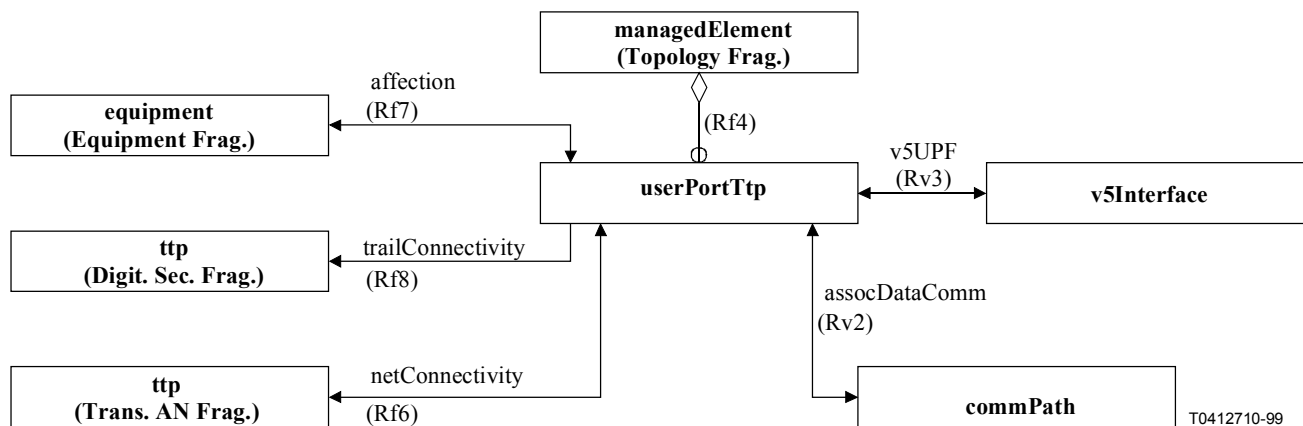 managedElement
(Topology Frag.)
affection
(Rf7)
equipment
(Equipment Frag.)
(Rf4)
v5UPF
(Rv3)
userPortTtp
v5Interface
ttp
(Digit. Sec. Frag.)
trailConnectivity
(Rf8)
assocDataComm
(Rv2)
ttp
(Trans. AN Frag.)
netConnectivity
(Rf6)
commPath
T0412710-99